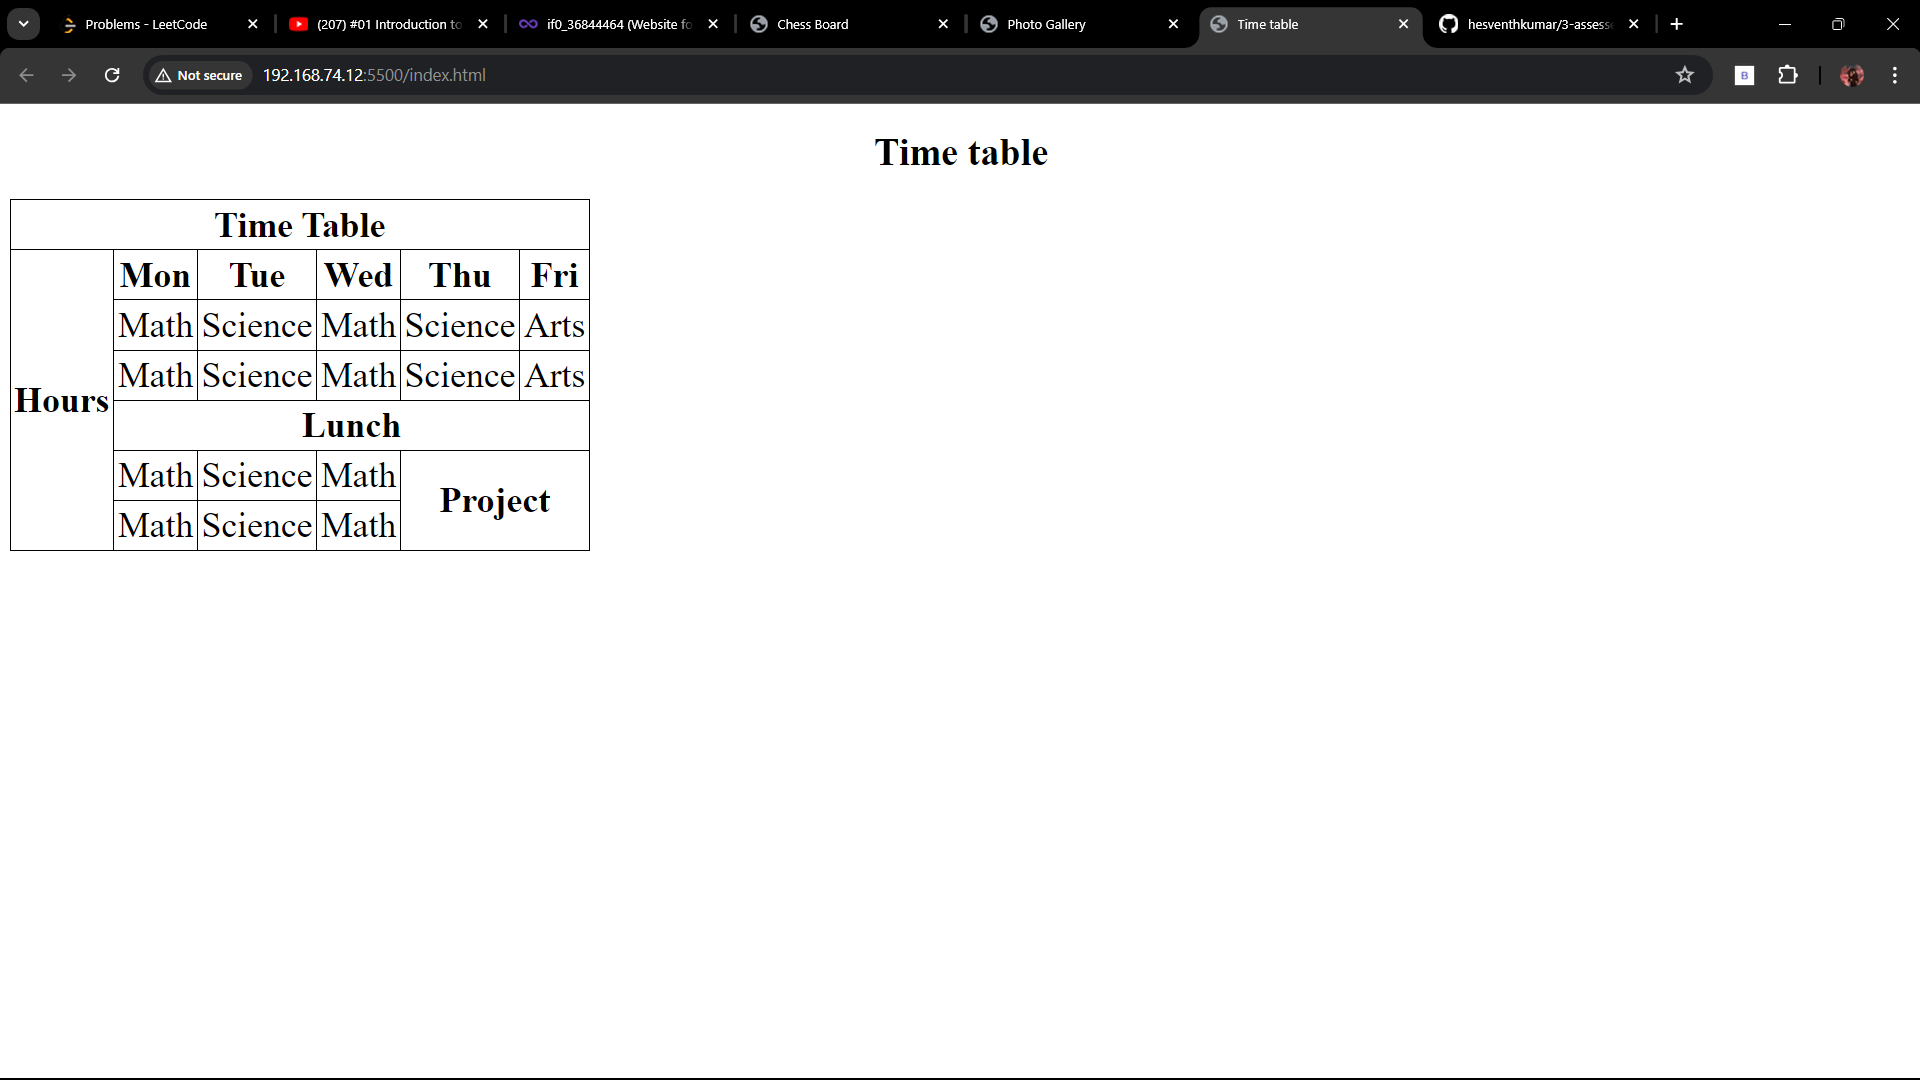 Problems - LeetCode
(207) #01 Introduction to
if0_36844464 (Website fo
Chess Board
Photo Gallery
Time table
hesventhkumar/3-assess
Not secure
192.168.74.12:5500/index.html
B
Time table
Time Table
Hours
Mon Tue Wed Thu Fri
Math Science Math Science Arts
Math Science Math Science Arts
Lunch
Math Science Math
Project
Math Science Math